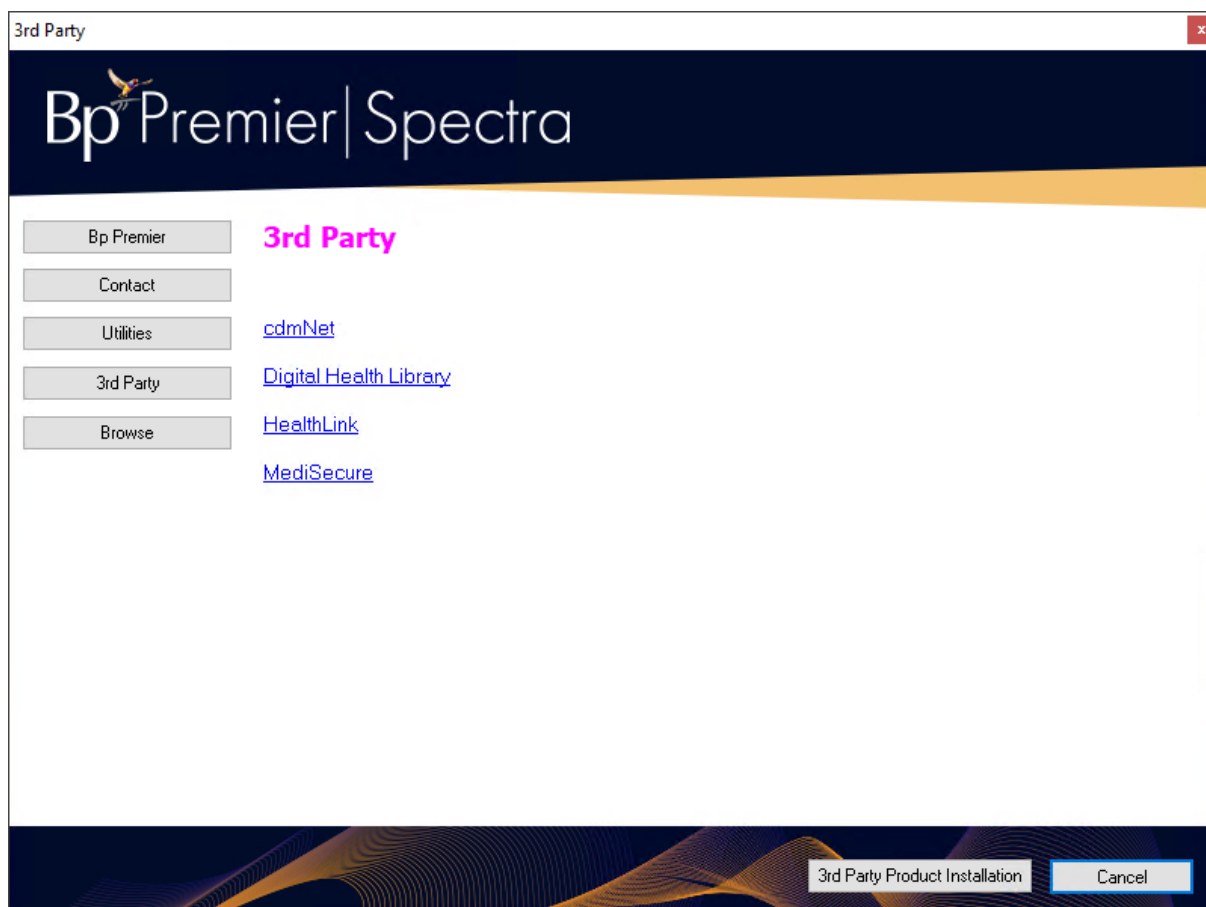 3rd Party
x
Bp Premier | Spectra
Bp Premier
3rd Party
Contact
Utilities
cdmNet
3rd Party
Digital Health Library
Browse
HealthLink
MediSecure
3rd Party Product Installation
Cancel